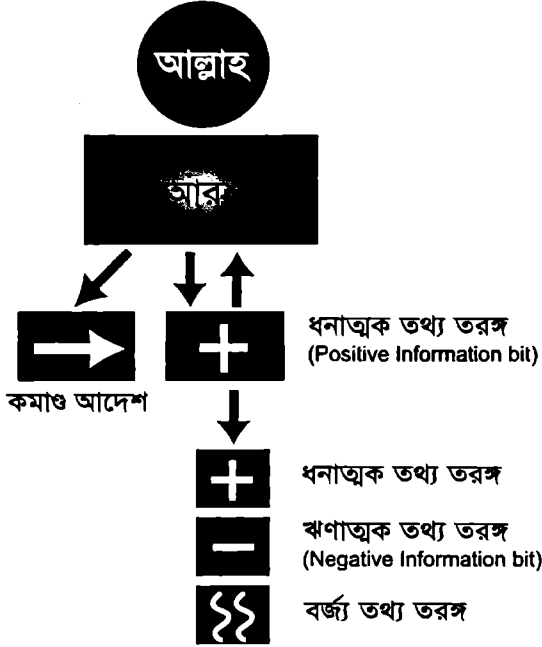 আল্লাহ
ধনাত্মক তথ্য তরঙ্গ
(Positive Information bit)
কমাণ্ড আদেশ
ধনাত্মক তথ্য তরঙ্গ
ঋণাত্মক তথ্য তরঙ্গ
(Negative Information bit)
বর্জ্য তথ্য তরঙ্গ